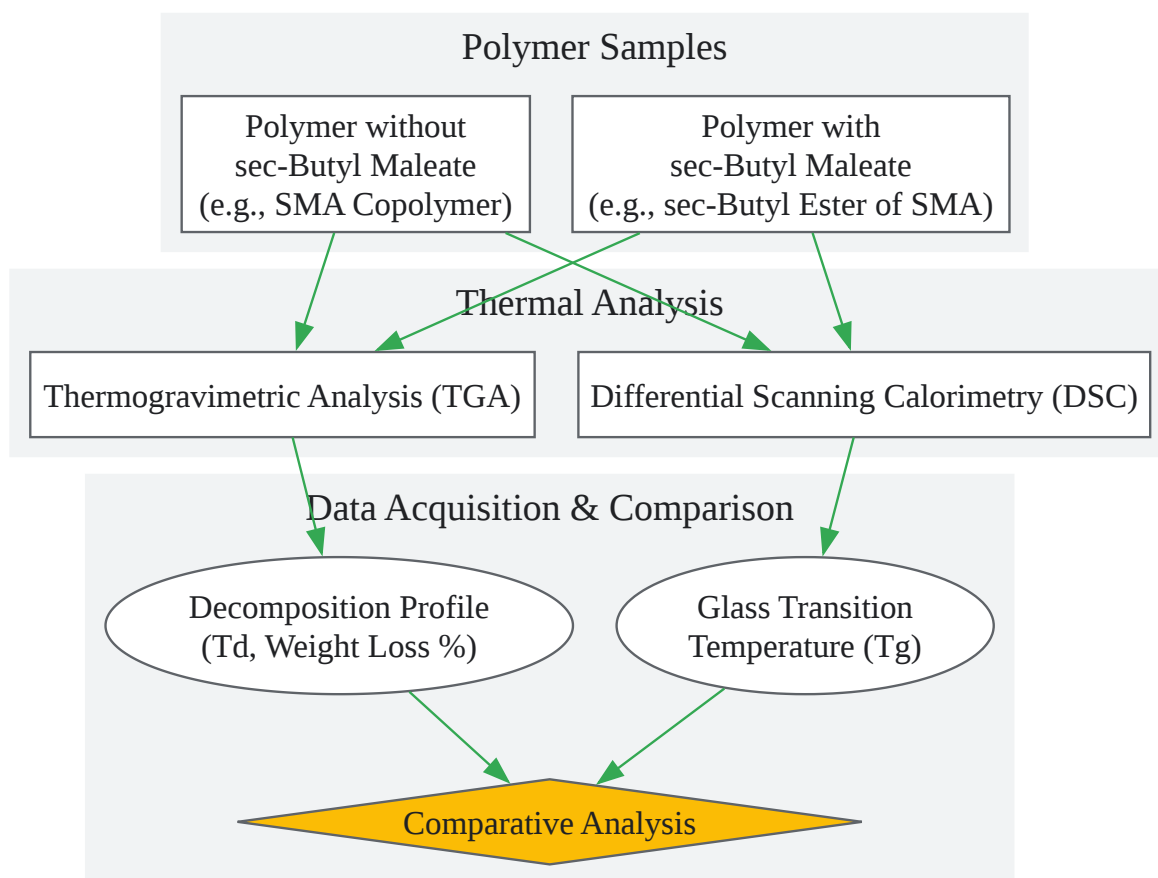 Polymer Samples
Polymer without
sec-Butyl Maleate
(e.g., SMA Copolymer)
Polymer with
sec-Butyl Maleate
(e.g., sec-Butyl Ester of SMA)
Thermal Analysis
Thermogravimetric Analysis (TGA)
Differential Scanning Calorimetry (DSC)
Data Acquisition & Comparison
Decomposition Profile
(Td, Weight Loss %)
Glass Transition
Temperature (Tg)
Comparative Analysis